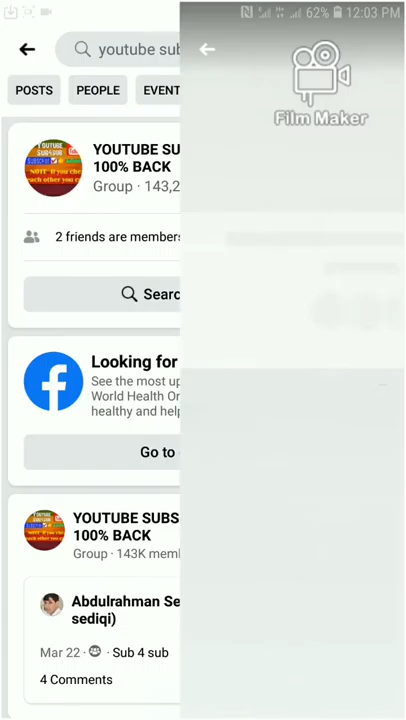 62% 12:03 PM
youtube sub
Film Maker
POSTS
PEOPLE
EVENT
YOUTUBE SU
100% BACK
Group · 143,2
2 friends are members
Searc
Looking for
See the most up
World Health Or
healthy and help
Go to
YOUTUBE SUBS
100% BACK
Group · 143K mem
Abdulrahman Se
sediqi)
Mar 22 · Sub 4 sub
4 Comments